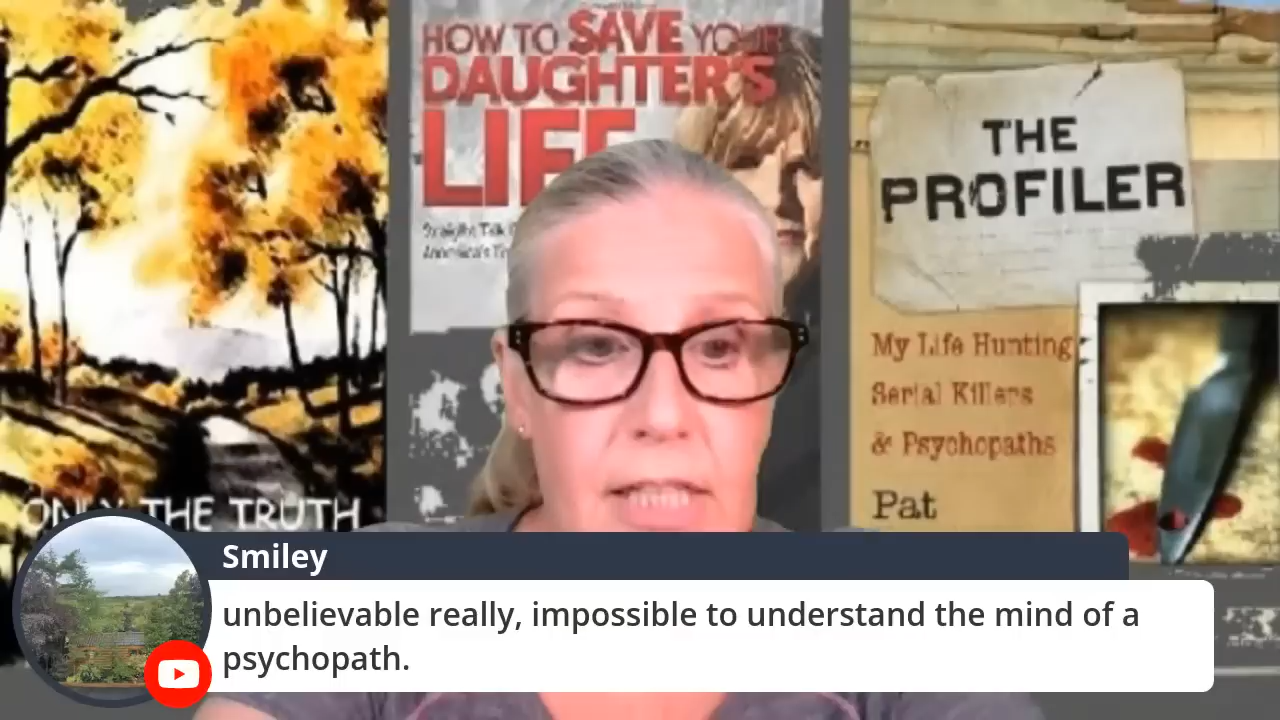 HOW TO SAVE YOUR
DAUGHTER'S
LIFE
THE
PROFILER
My Life Hunting
Serial Killers
& Psychopaths
Pat
ONLY THE TRUTH
Smiley
unbelievable really, impossible to understand the mind of a
psychopath.